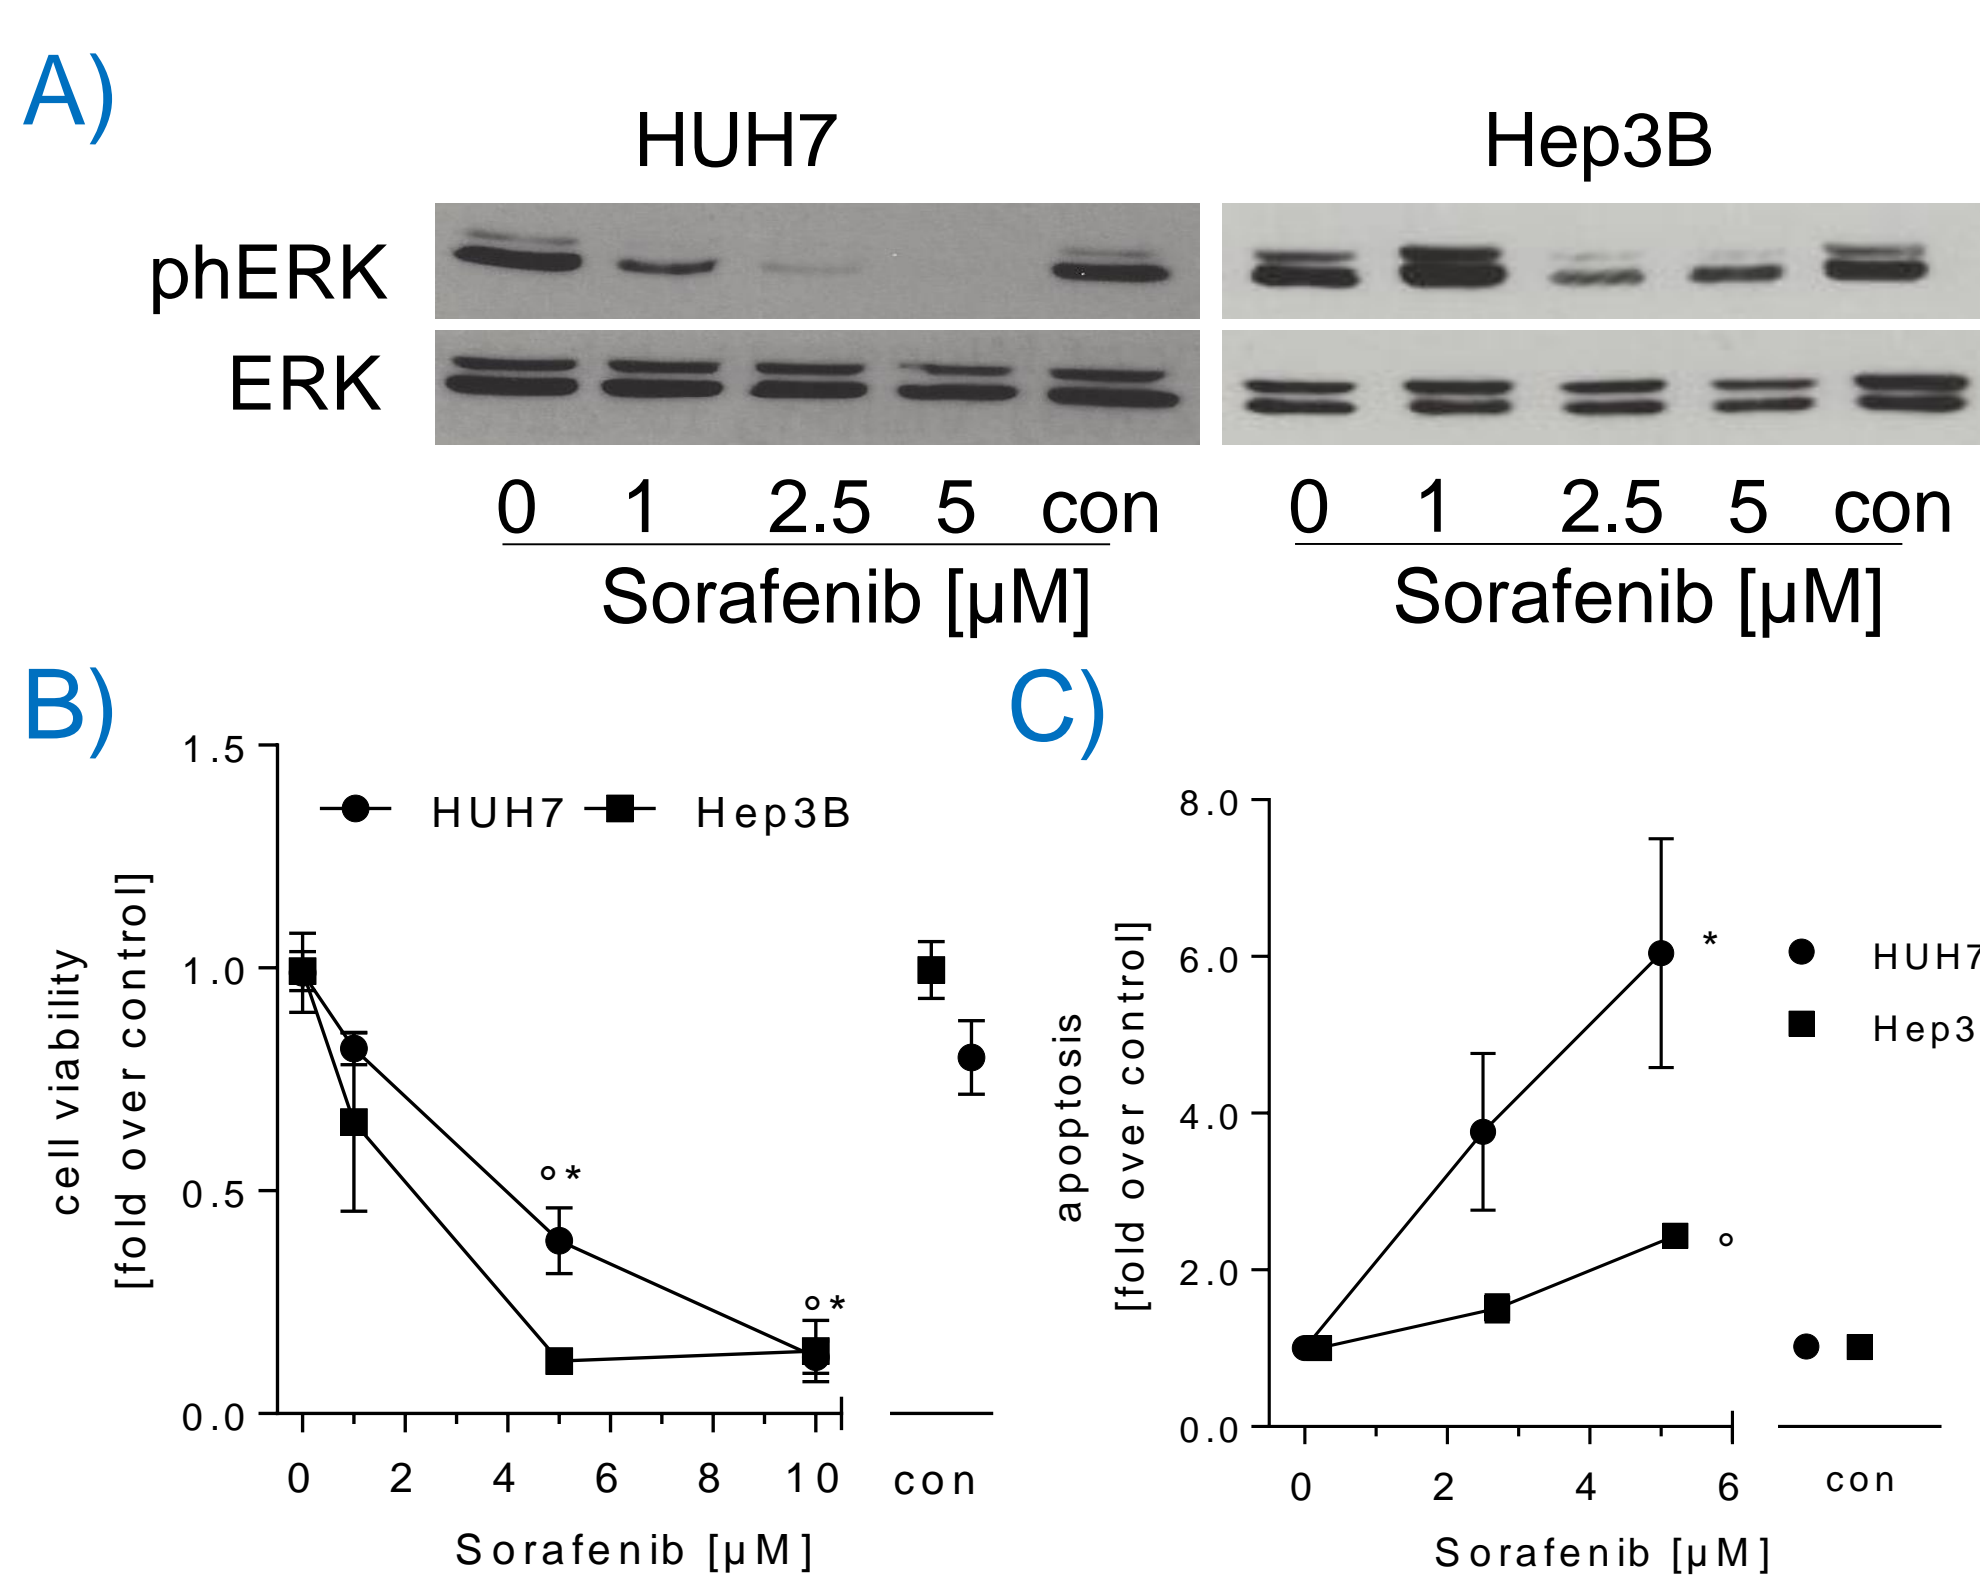 A)
HUH7 Hep3B
phERK
ERK
0 1 2.5 5 con 0 1 2.5 5 con
Sorafenib [µM] Sorafenib [µM]
B)
1.5
1.0
0.5
0.0
HUH7 Hep3B
cell viability
[fold over control]
° *
° *
0 2 4 6 8 10 con
Sorafenib [µM]
C)
8.0
6.0
4.0
2.0
0.0
apoptosis
[fold over control]
*
°
HUH7
Hep3
0 2 4 6 con
Sorafenib [µM]